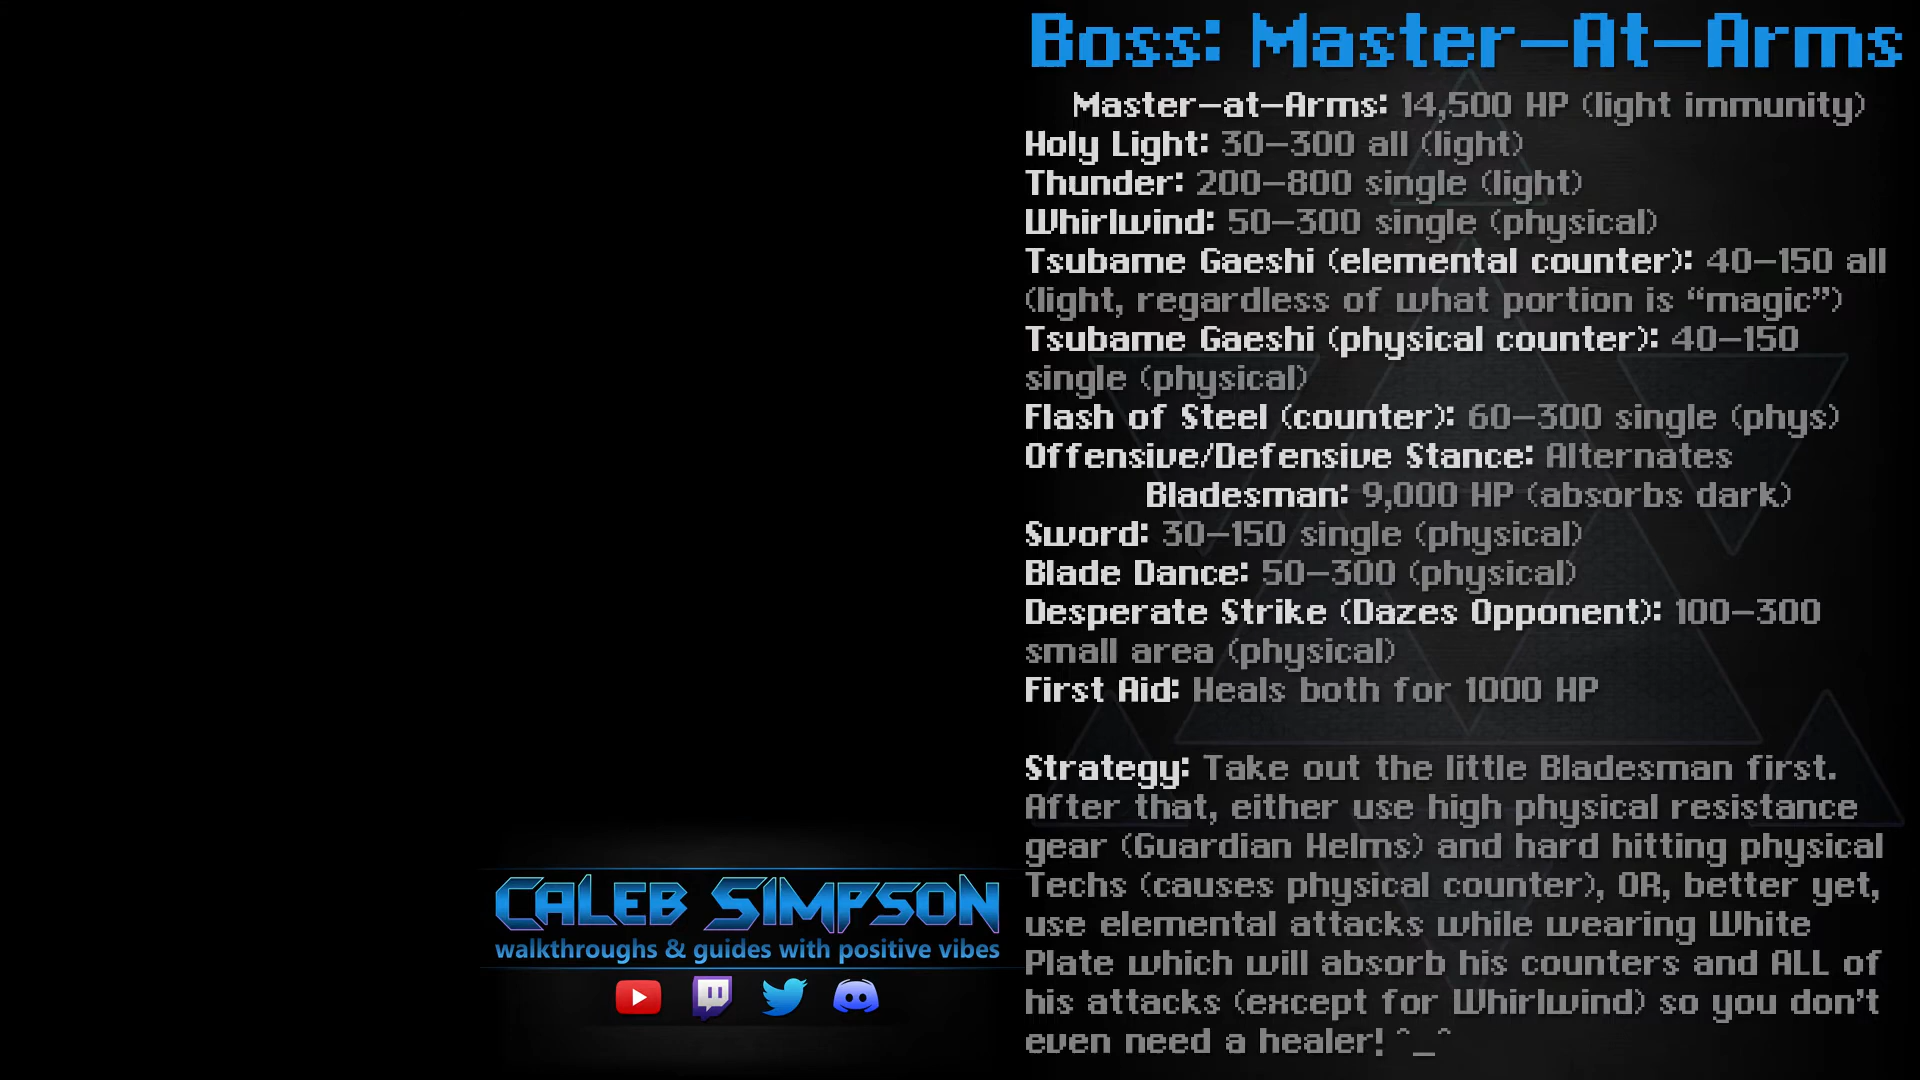 Boss: Master-At-Arms
Master-at-Arms: 14,500 HP (light immunity)
Holy Light: 30-300 all (light)
Thunder: 200-800 single (light)
Whirlwind: 50-300 single (physical)
Tsubame Gaeshi (elemental counter): 40-150 all
(light, regardless of what portion is “magic”)
Tsubame Gaeshi (physical counter): 40-150
single (physical)
Flash of Steel (counter): 60-300 single (phys)
Offensive/Defensive Stance: Alternates
Bladesman: 9,000 HP (absorbs dark)
Sword: 30-150 single (physical)
Blade Dance: 50-300 (physical)
Desperate Strike (Dazes Opponent): 100-300
small area (physical)
First Aid: Heals both for 1000 HP
Strategy: Take out the little Bladesman first.
After that, either use high physical resistance
gear (Guardian Helms) and hard hitting physical
Techs (causes physical counter), OR, better yet,
use elemental attacks while wearing White
Plate which will absorb his counters and ALL of
his attacks (except for Whirlwind) so you don’t
even need a healer! ^_^
CALEB SIMPSON
walkthroughs & guides with positive vibes